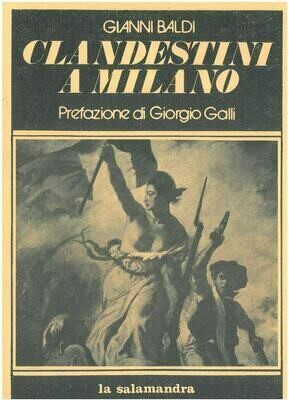 GIANNI BALDI
CLANDESTINI
A MILANO
Prefazione di Giorgio Galli
la salamandra